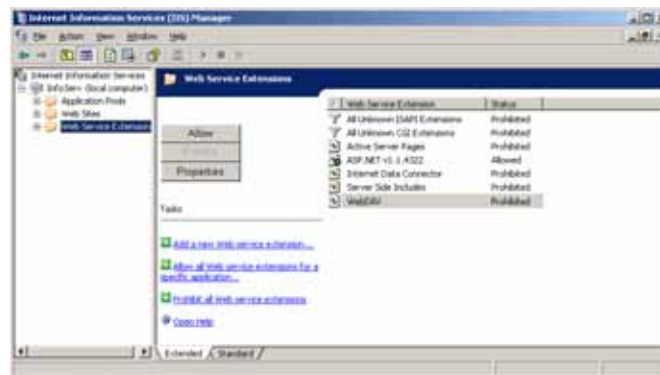 Internet Information Services (IIS) Manager
File Action View Window Help
Internet Information Services
(local computer)
Application Pools
Web Sites
Web Service Extensions
Web Service Extensions
Allow
Prohibit
Properties
Tasks
Add a new Web service extension...
Allow all Web service extensions for a
specific application...
Prohibit all Web service extensions
Open Help
Web Service Extension Status
All Unknown ISAPI Extensions Prohibited
All Unknown CGI Extensions Prohibited
Active Server Pages Prohibited
ASP.NET v1.1.4322 Allowed
Internet Data Connector Prohibited
Server Side Includes Prohibited
WebDAV Prohibited
Extended Standard